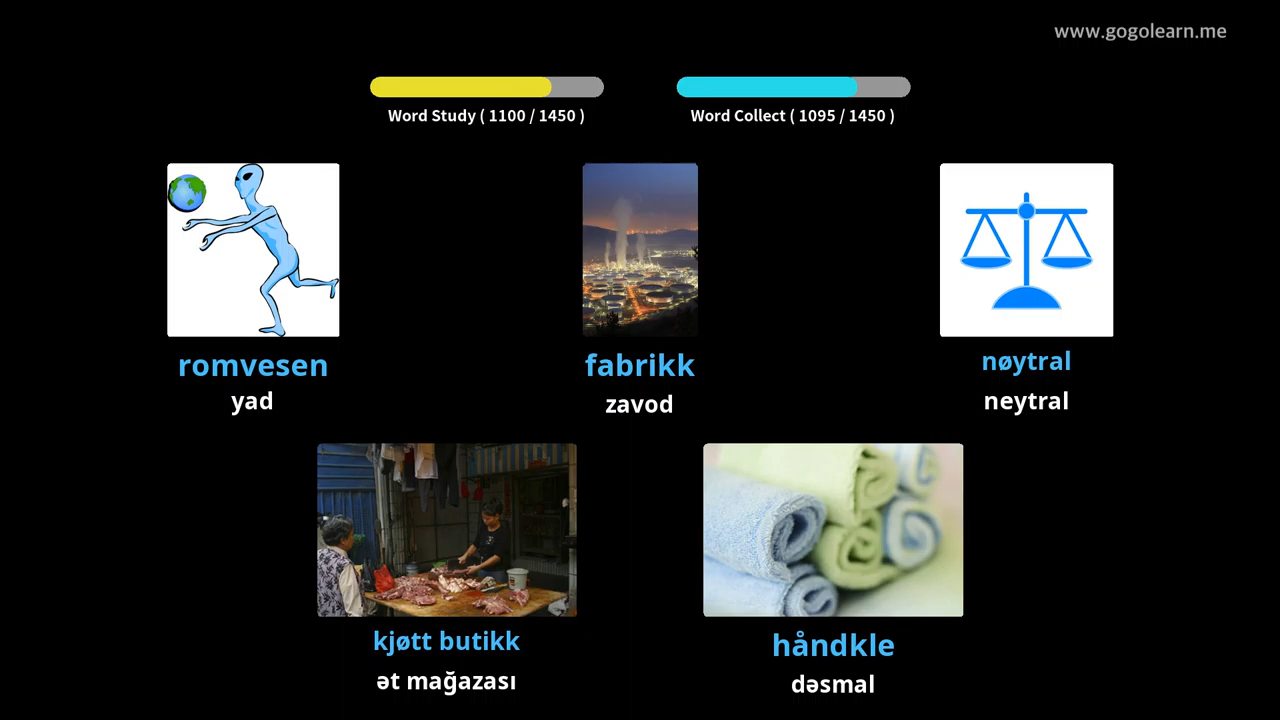 www.gogolearn.me
Word Study ( 1100 / 1450 )
Word Collect ( 1095 / 1450 )
romvesen
yad
fabrikk
zavod
nøytral
neytral
kjøtt butikk
ət mağazası
håndkle
dəsmal